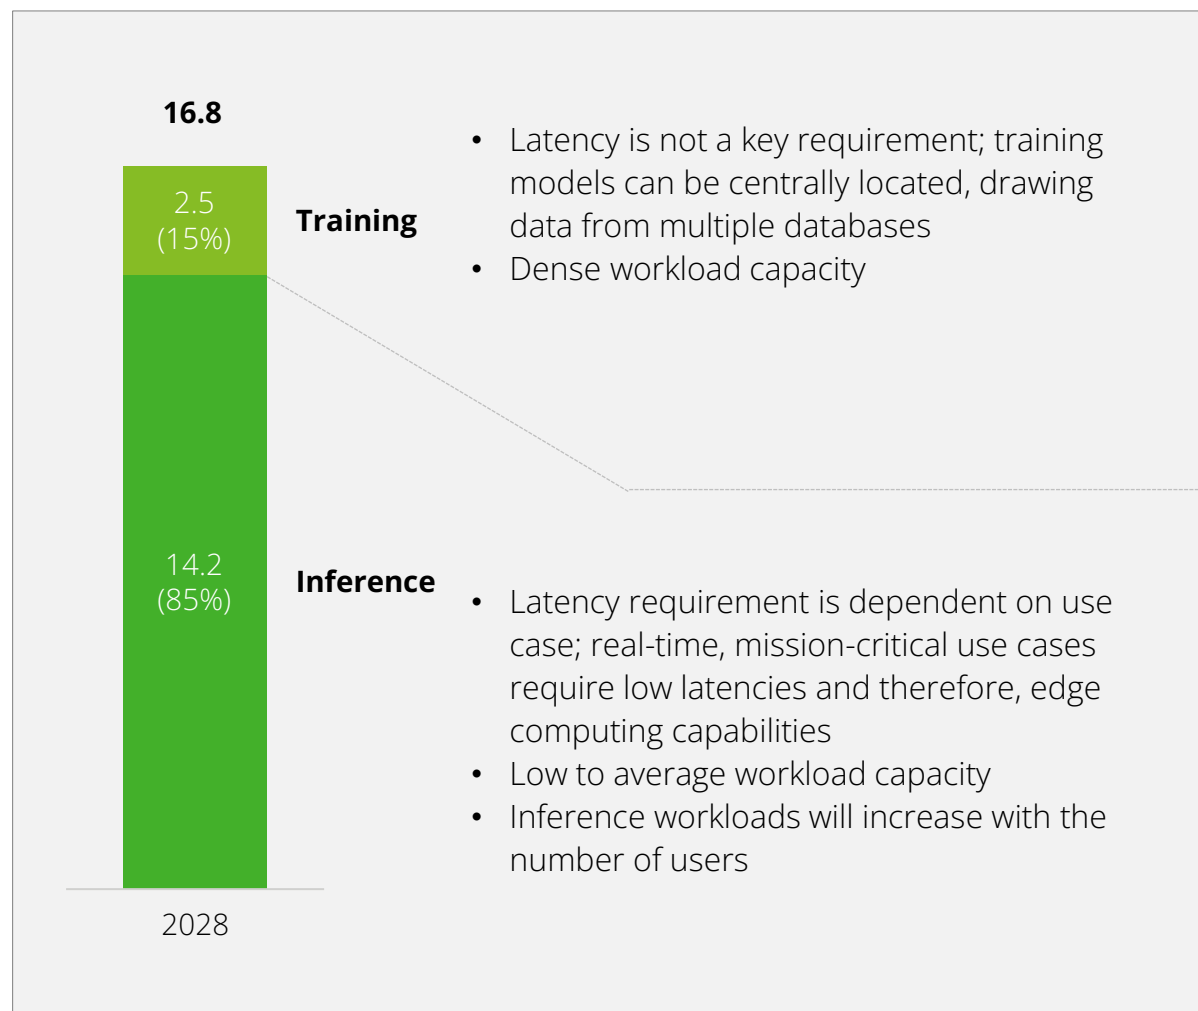 16.8
2.5
(15%)
Training
• Latency is not a key requirement; training
models can be centrally located, drawing
data from multiple databases
• Dense workload capacity
14.2
(85%)
Inference
• Latency requirement is dependent on use
case; real-time, mission-critical use cases
require low latencies and therefore, edge
computing capabilities
• Low to average workload capacity
• Inference workloads will increase with the
number of users
2028